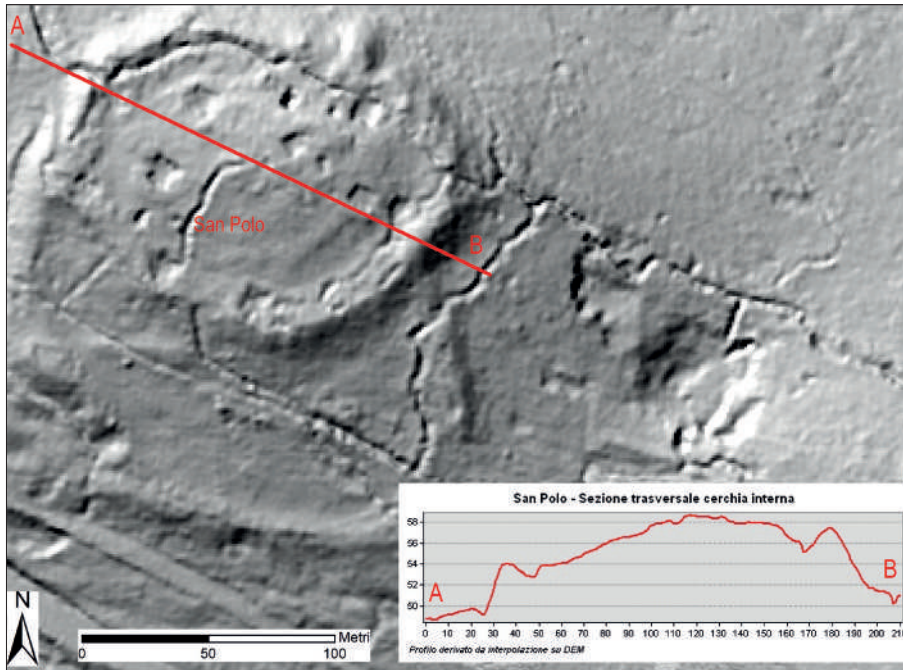 A
San Polo
B
San Polo - Sezione trasversale cerchia interna
58
56
54
52
50
A
B
0 10 20 30 40 50 60 70 80 90 100 110 120 130 140 150 160 170 180 190 200 210
Profilo derivato da interpolazione su DEM
N
0 50 100 Metri